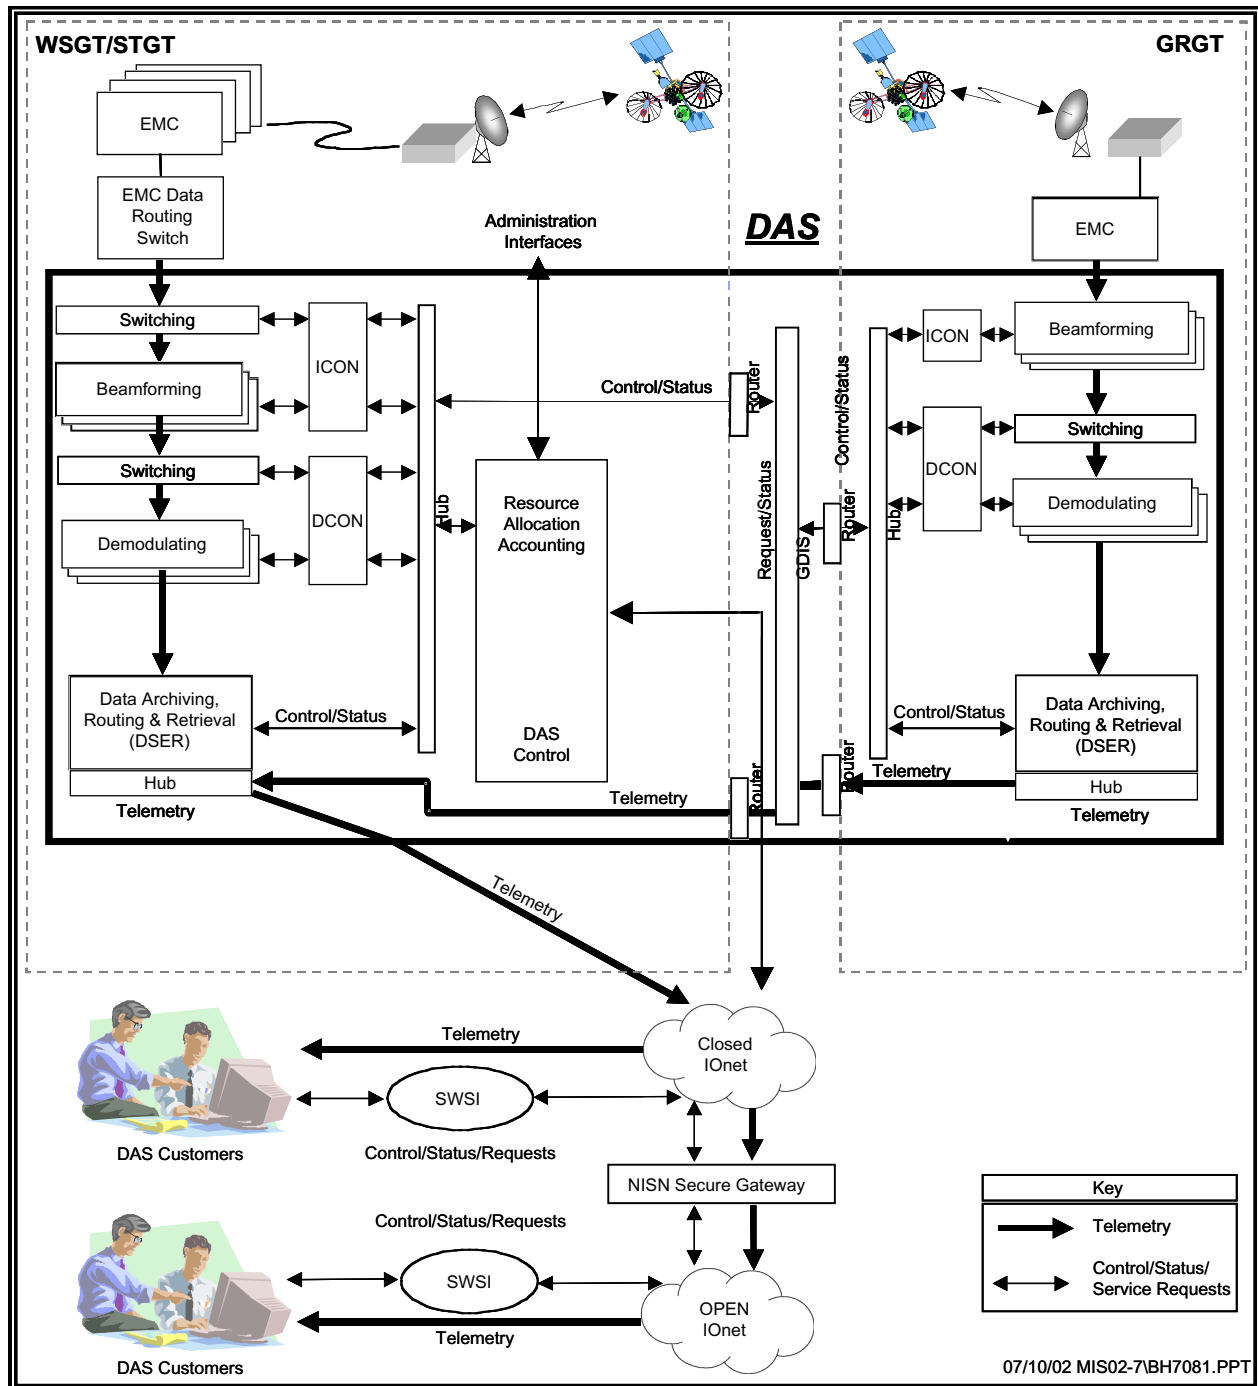 WSGT/STGT
GRGT
EMC
EMC Data
Routing
Switch
Administration
Interfaces
DAS
EMC
Switching
Beamforming
Switching
Demodulating
ICON
DCON
Hub
Control/Status
Router
Resource
Allocation
Accounting
DAS
Control
Request/Status
GDIS
Control/Status
Router
Hub
ICON
DCON
Beamforming
Switching
Demodulating
Data Archiving,
Routing & Retrieval
(DSER)
Hub
Telemetry
Control/Status
Telemetry
Router
Router
Telemetry
Control/Status
Data Archiving,
Routing & Retrieval
(DSER)
Hub
Telemetry
Telemetry
Telemetry
Closed
IOnet
SWSI
DAS Customers
Control/Status/Requests
NISN Secure Gateway
Control/Status/Requests
SWSI
OPEN
IOnet
Telemetry
DAS Customers
Key
Telemetry
Control/Status/
Service Requests
07/10/02 MIS02-7\BH7081.PPT